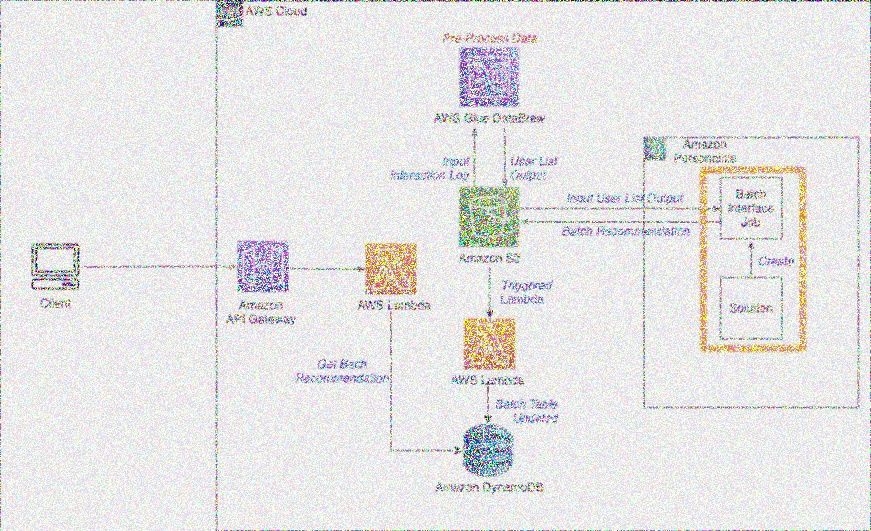 AWS Cloud
Pre-Process Data
AWS Glue DataBrew
Input
Interaction Log
User List
Output
Amazon
Personalize
Input User List Output
Batch
Interface
Job
Batch Recommendation
Amazon S3
Create
Client
Amazon
API Gateway
AWS Lambda
Triggered
Lambda
Solution
Get Bach
Recommendation
AWS Lambda
Batch Table
Updated
Amazon DynamoDB